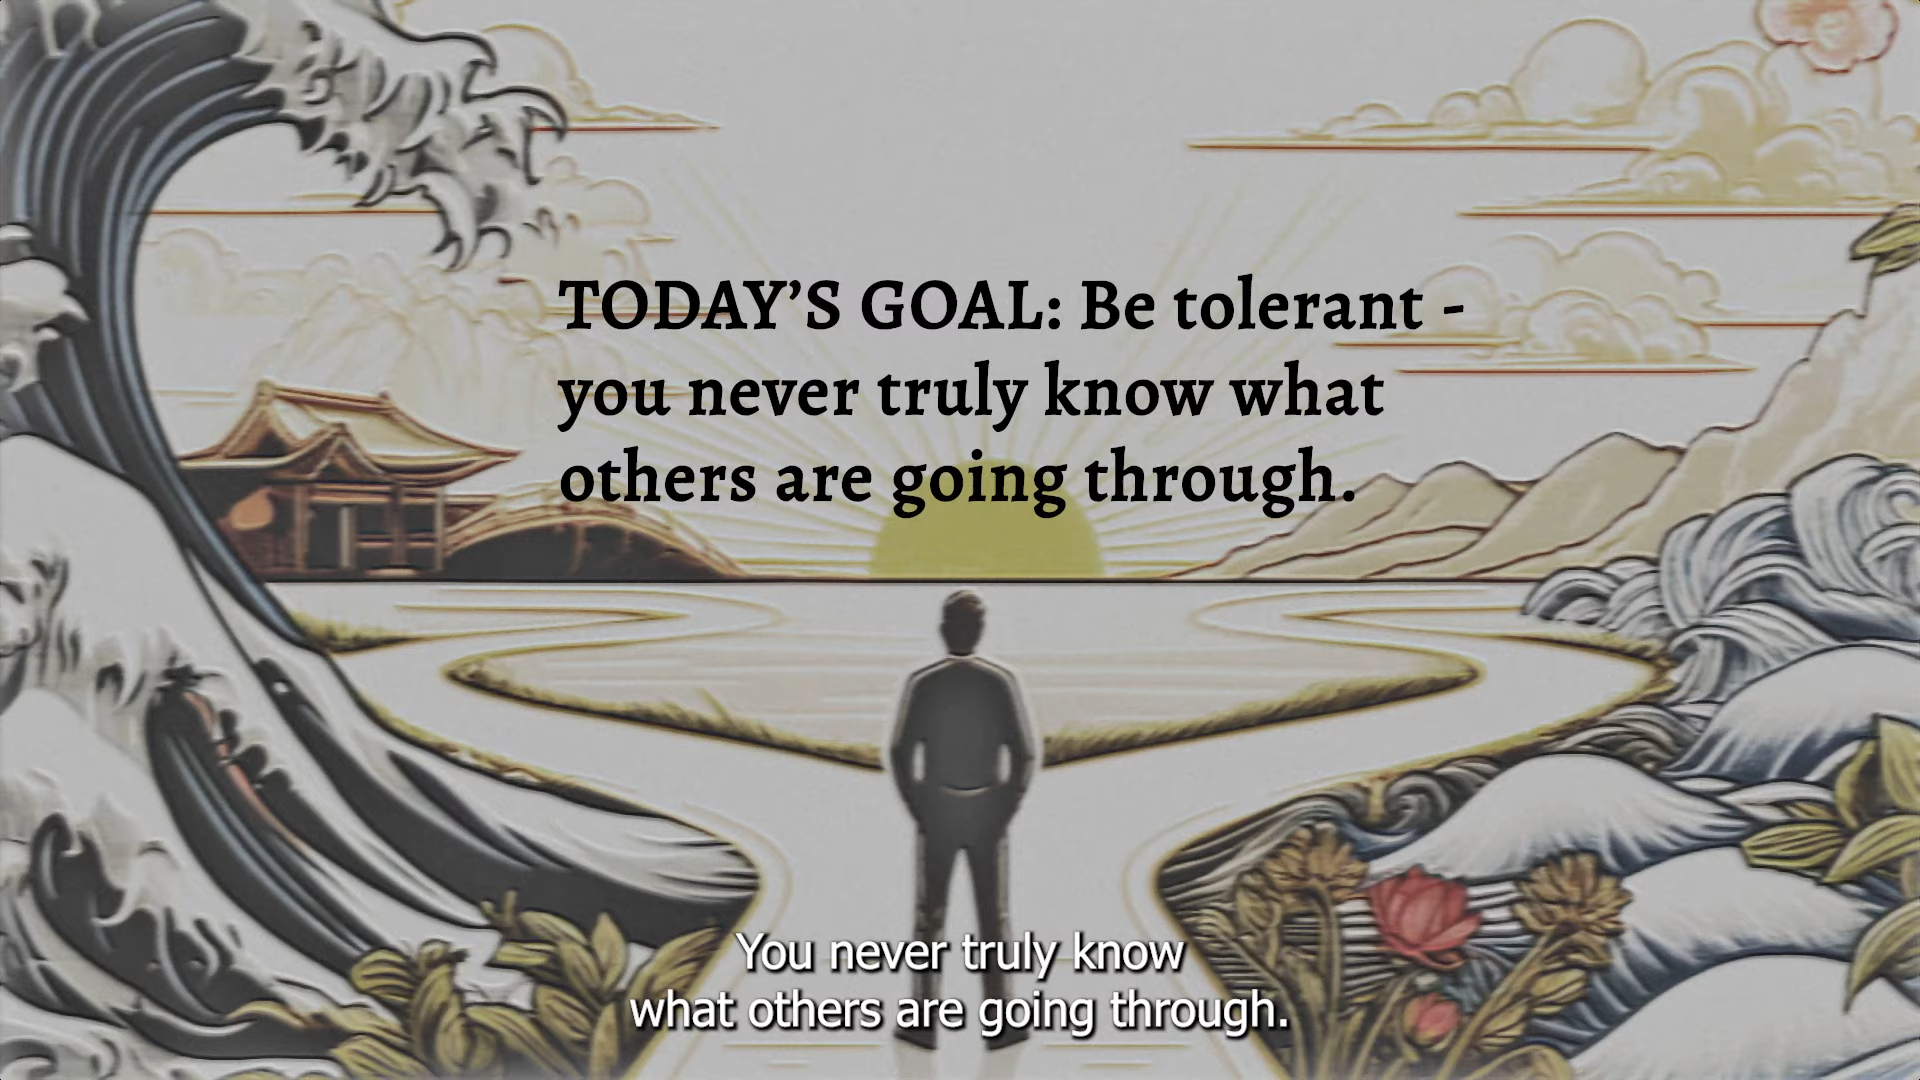 TODAY’S GOAL: Be tolerant -
you never truly know what
others are going through.
You never truly know
what others are going through.